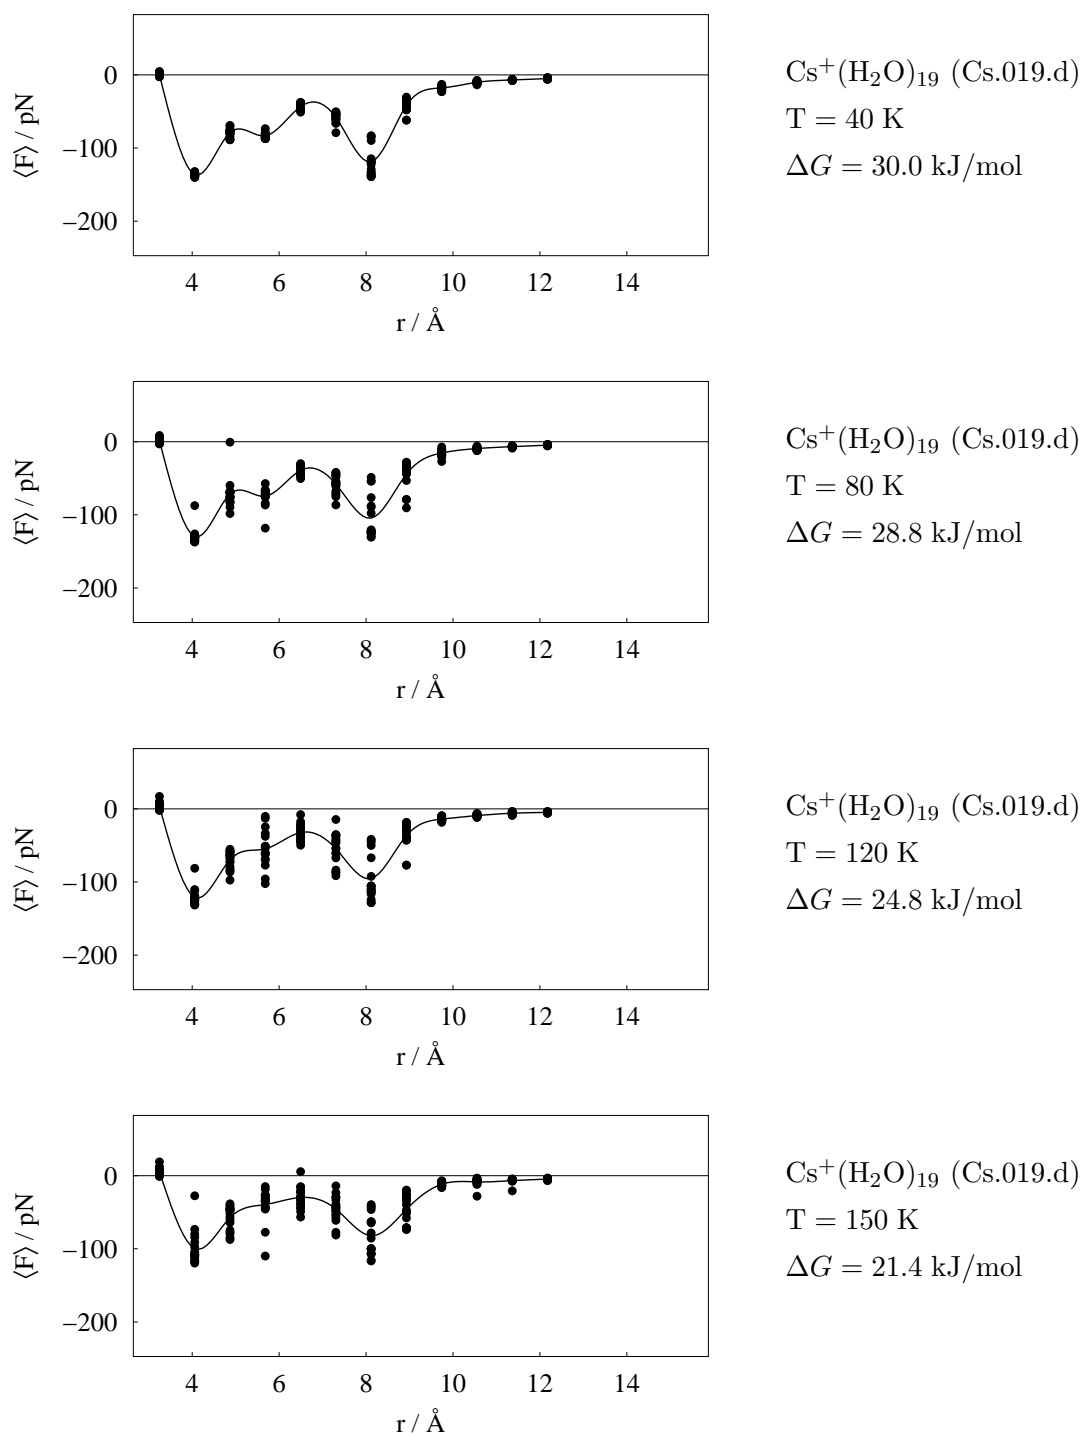 0
−100
−200
⟨F⟩ / pN
4 6 8 10 12 14
r / Å
Cs⁺(H₂O)₁₉ (Cs.019.d)
T = 40 K
ΔG = 30.0 kJ/mol
0
−100
−200
⟨F⟩ / pN
4 6 8 10 12 14
r / Å
Cs⁺(H₂O)₁₉ (Cs.019.d)
T = 80 K
ΔG = 28.8 kJ/mol
0
−100
−200
⟨F⟩ / pN
4 6 8 10 12 14
r / Å
Cs⁺(H₂O)₁₉ (Cs.019.d)
T = 120 K
ΔG = 24.8 kJ/mol
0
−100
−200
⟨F⟩ / pN
4 6 8 10 12 14
r / Å
Cs⁺(H₂O)₁₉ (Cs.019.d)
T = 150 K
ΔG = 21.4 kJ/mol